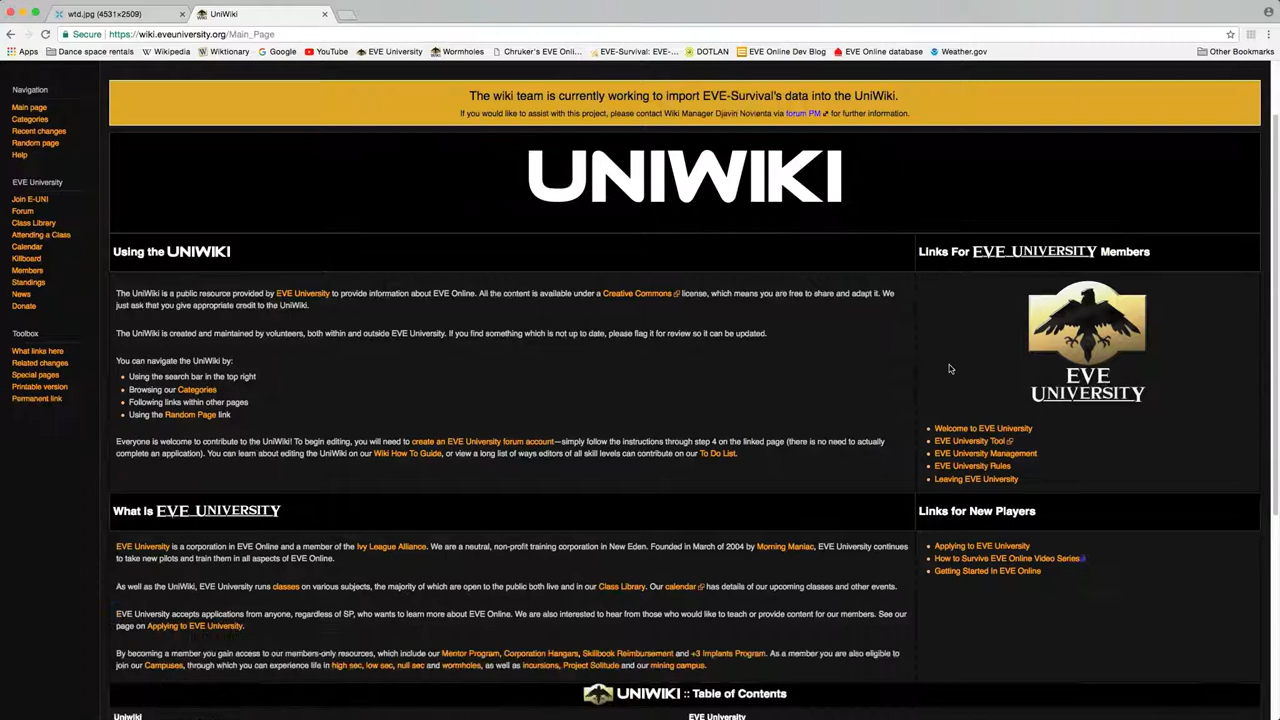 wtd.jpg (4531×2509)
UniWiki
Secure
https://wiki.eveuniversity.org/Main_Page
Apps
Dance space rentals
Wikipedia
Wiktionary
Google
YouTube
EVE University
Wormholes
Chruker's EVE Onli...
EVE-Survival: EVE-...
DOTLAN
EVE Online Dev Blog
EVE Online database
Weather.gov
Other Bookmarks
Navigation
Main page
Categories
Recent changes
Random page
Help
EVE University
Join E-UNI
Forum
Class Library
Attending a Class
Calendar
Killboard
Members
Standings
News
Donate
Toolbox
What links here
Related changes
Special pages
Printable version
Permanent link
The wiki team is currently working to import EVE-Survival's data into the UniWiki.
If you would like to assist with this project, please contact Wiki Manager Djavin Novienta via forum PM for further information.
UNIWIKI
Using the UNIWIKI
The UniWiki is a public resource provided by EVE University to provide information about EVE Online. All the content is available under a Creative Commons license, which means you are free to share and adapt it. We
just ask that you give appropriate credit to the UniWiki.
The UniWiki is created and maintained by volunteers, both within and outside EVE University. If you find something which is not up to date, please flag it for review so it can be updated.
You can navigate the UniWiki by:
Using the search bar in the top right
Browsing our Categories
Following links within other pages
Using the Random Page link
Everyone is welcome to contribute to the UniWiki! To begin editing, you will need to create an EVE University forum account—simply follow the instructions through step 4 on the linked page (there is no need to actually
complete an application). You can learn about editing the UniWiki on our Wiki How To Guide, or view a long list of ways editors of all skill levels can contribute on our To Do List.
Links For EVE UNIVERSITY Members
EVE
UNIVERSITY
Welcome to EVE University
EVE University Tool
EVE University Management
EVE University Rules
Leaving EVE University
What is EVE UNIVERSITY
EVE University is a corporation in EVE Online and a member of the Ivy League Alliance. We are a neutral, non-profit training corporation in New Eden. Founded in March of 2004 by Morning Maniac, EVE University continues
to take new pilots and train them in all aspects of EVE Online.
As well as the UniWiki, EVE University runs classes on various subjects, the majority of which are open to the public both live and in our Class Library. Our calendar has details of our upcoming classes and other events.
EVE University accepts applications from anyone, regardless of SP, who wants to learn more about EVE Online. We are also interested to hear from those who would like to teach or provide content for our members. See our
page on Applying to EVE University.
By becoming a member you gain access to our members-only resources, which include our Mentor Program, Corporation Hangars, Skillbook Reimbursement and +3 Implants Program. As a member you are also eligible to
join our Campuses, through which you can experience life in high sec, low sec, null sec and wormholes, as well as incursions, Project Solitude and our mining campus.
Links for New Players
Applying to EVE University
How to Survive EVE Online Video Series
Getting Started in EVE Online
UNIWIKI :: Table of Contents
Uniwiki
EVE University